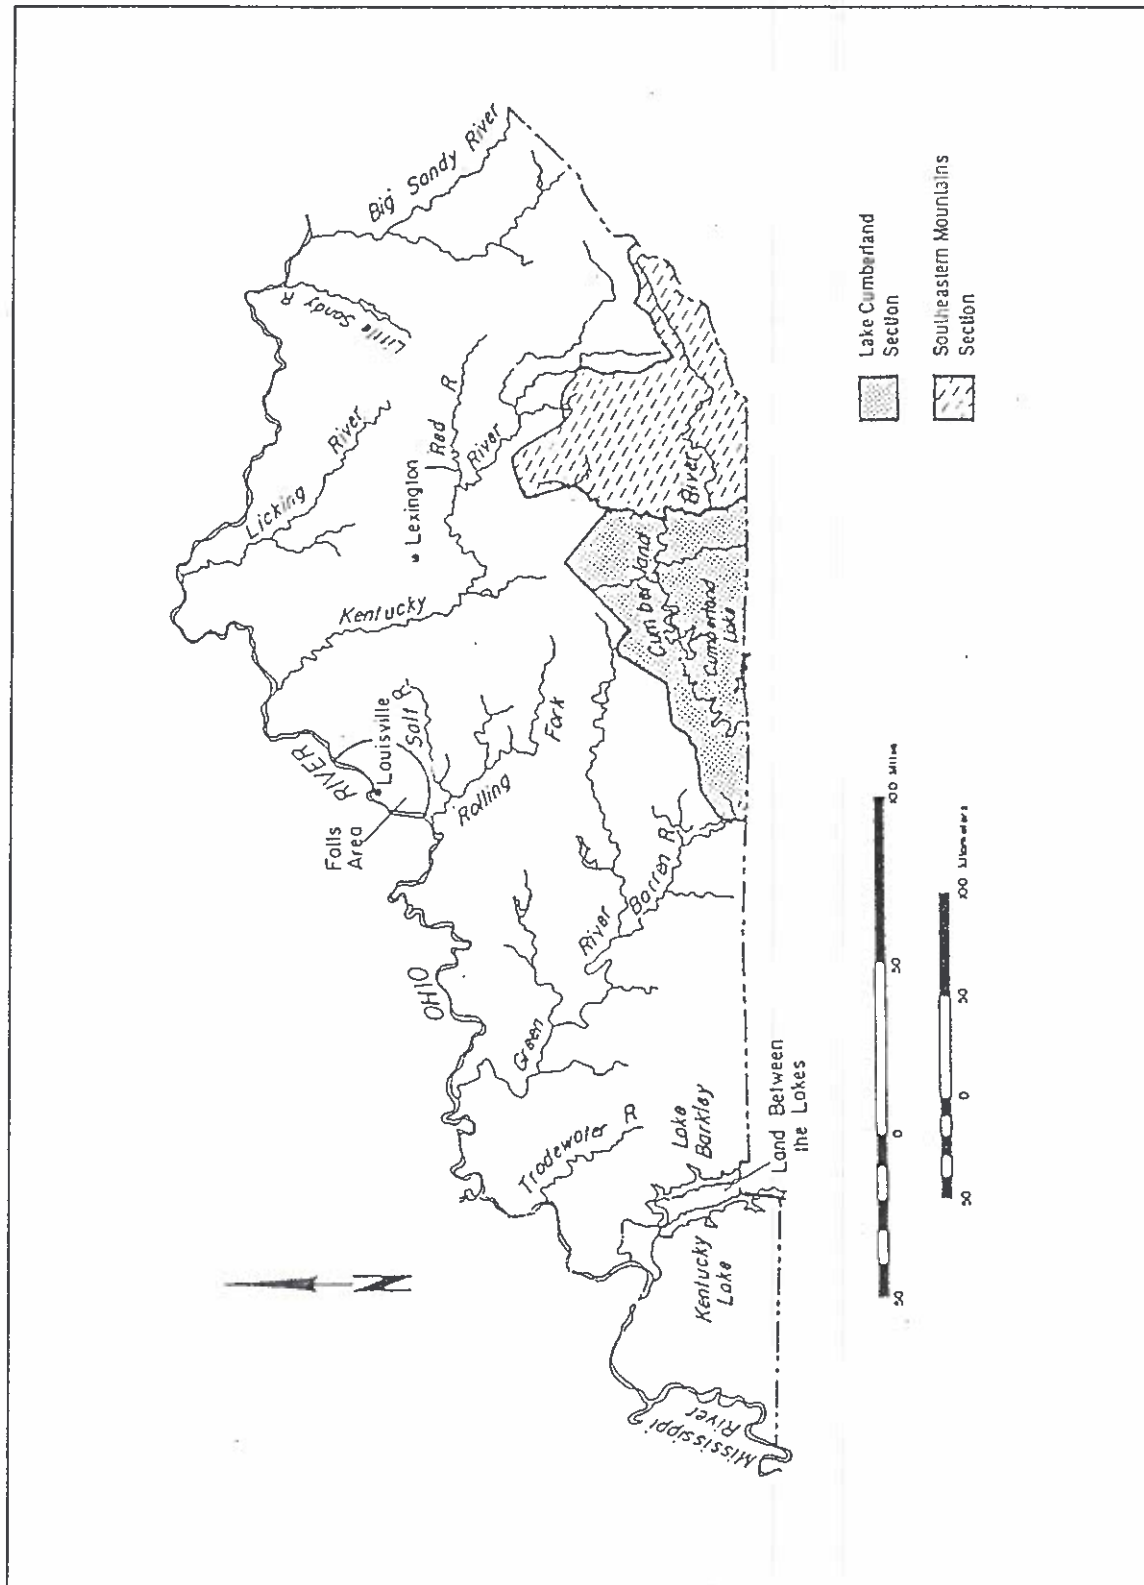 N
OHIO
RIVER
Mississippi
River
Kentucky
Lake
Lake
Barkley
Land Between
the Lakes
Tradewater R
Green
River
Barren R
Falls
Area
Louisville
Salt R
Rolling
Fork
Kentucky
River
Lexington
Red R
Licking
River
Little Sandy R
Big Sandy River
Cumberland
River
Cumberland
Lake
Lake Cumberland
Section
Southeastern Mountains
Section
50 0 50 100 Miles
50 0 50 100 Kilometers